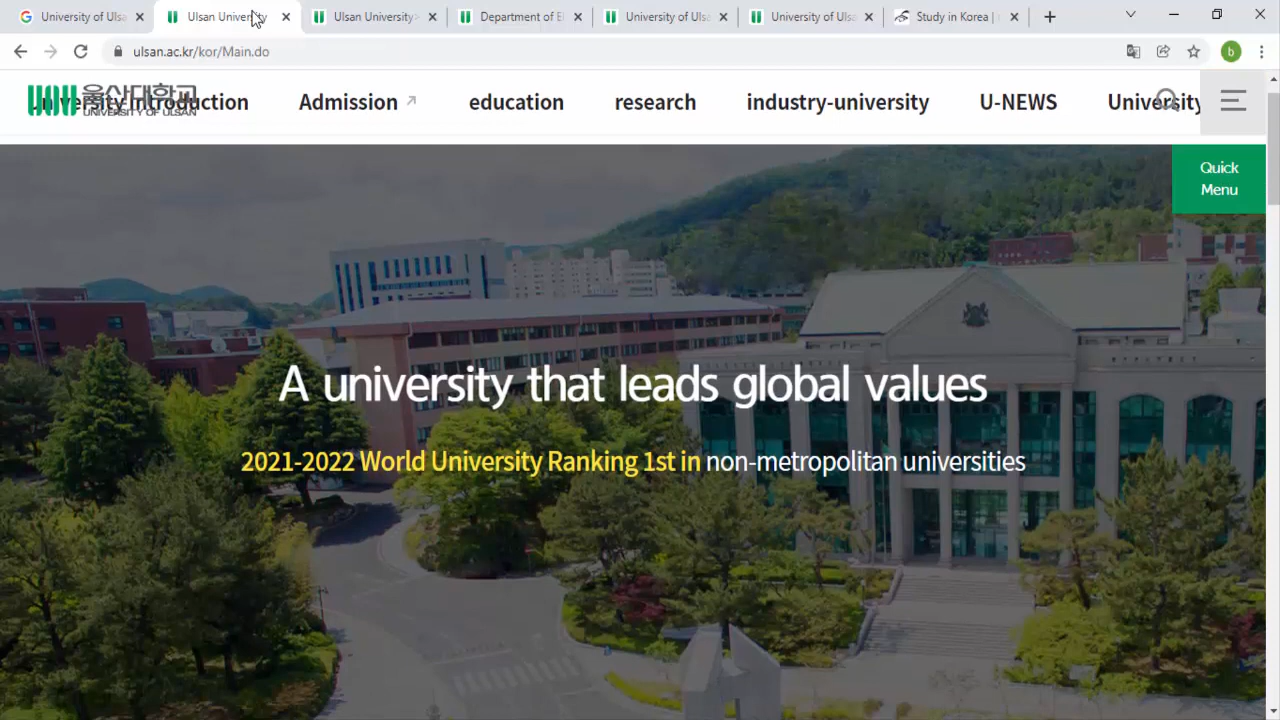 University of Ulsa
Ulsan University
Ulsan University
Department of El
University of Ulsa
University of Ulsa
Study in Korea |
ulsan.ac.kr/kor/Main.do
b
UOU 울산대학교
UNIVERSITY OF ULSAN
University Introduction
Admission
education
research
industry-university
U-NEWS
University
Quick
Menu
A university that leads global values
2021-2022 World University Ranking 1st in non-metropolitan universities